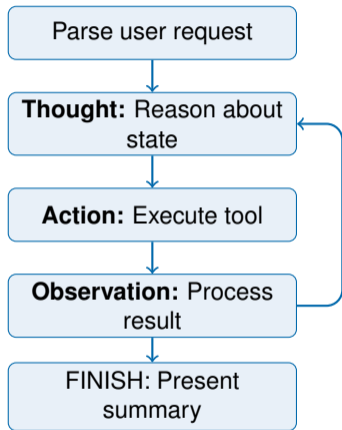 Parse user request
Thought: Reason about
state
Action: Execute tool
Observation: Process
result
FINISH: Present
summary